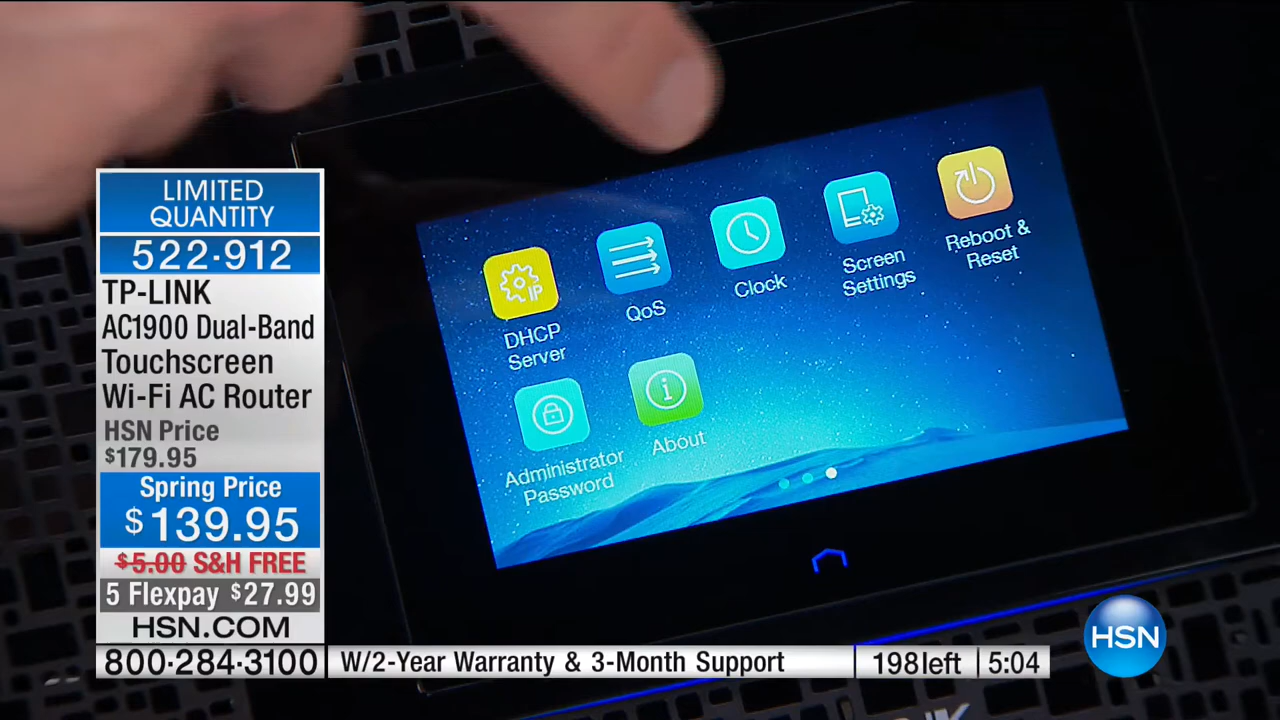 LIMITED
QUANTITY
522·912
TP-LINK
AC1900 Dual-Band
Touchscreen
Wi-Fi AC Router
HSN Price
$179.95
Spring Price
$139.95
$5.00 S&H FREE
5 Flexpay $27.99
HSN.COM
800·284·3100
W/2-Year Warranty & 3-Month Support
198left
5:04
HSN
IP
DHCP
Server
QoS
Clock
Screen
Settings
Reboot &
Reset
Administrator
Password
About